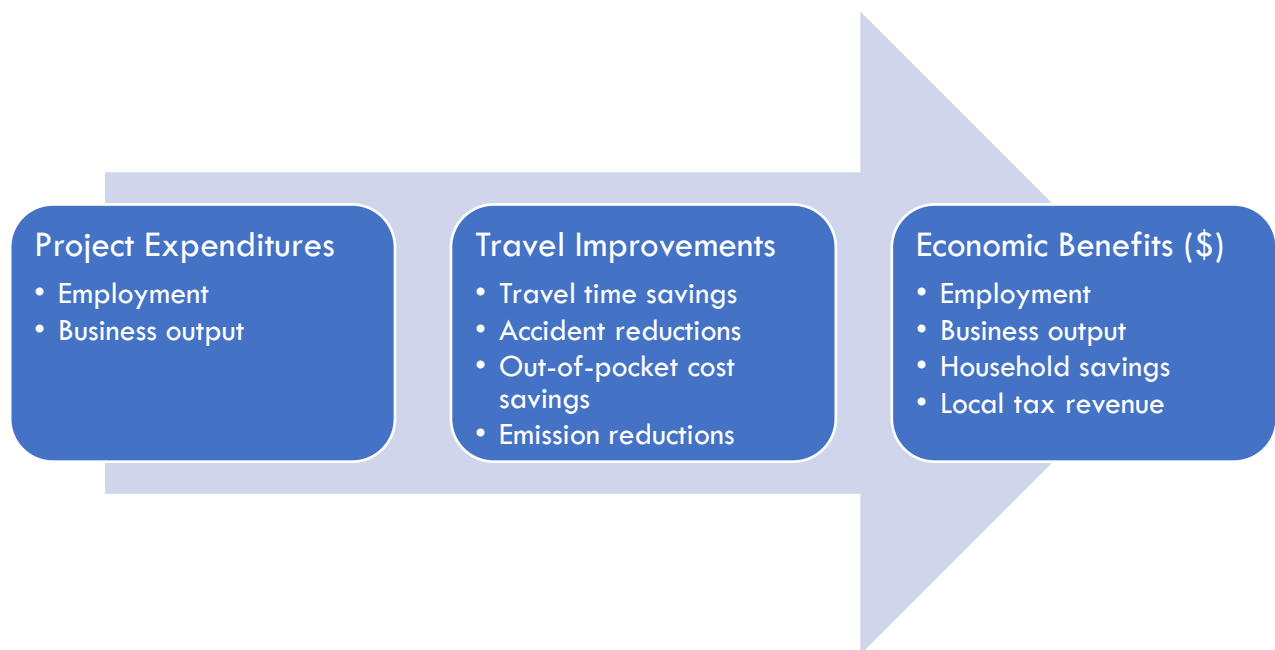 Project Expenditures
• Employment
• Business output
Travel Improvements
• Travel time savings
• Accident reductions
• Out-of-pocket cost
savings
• Emission reductions
Economic Benefits ($)
• Employment
• Business output
• Household savings
• Local tax revenue